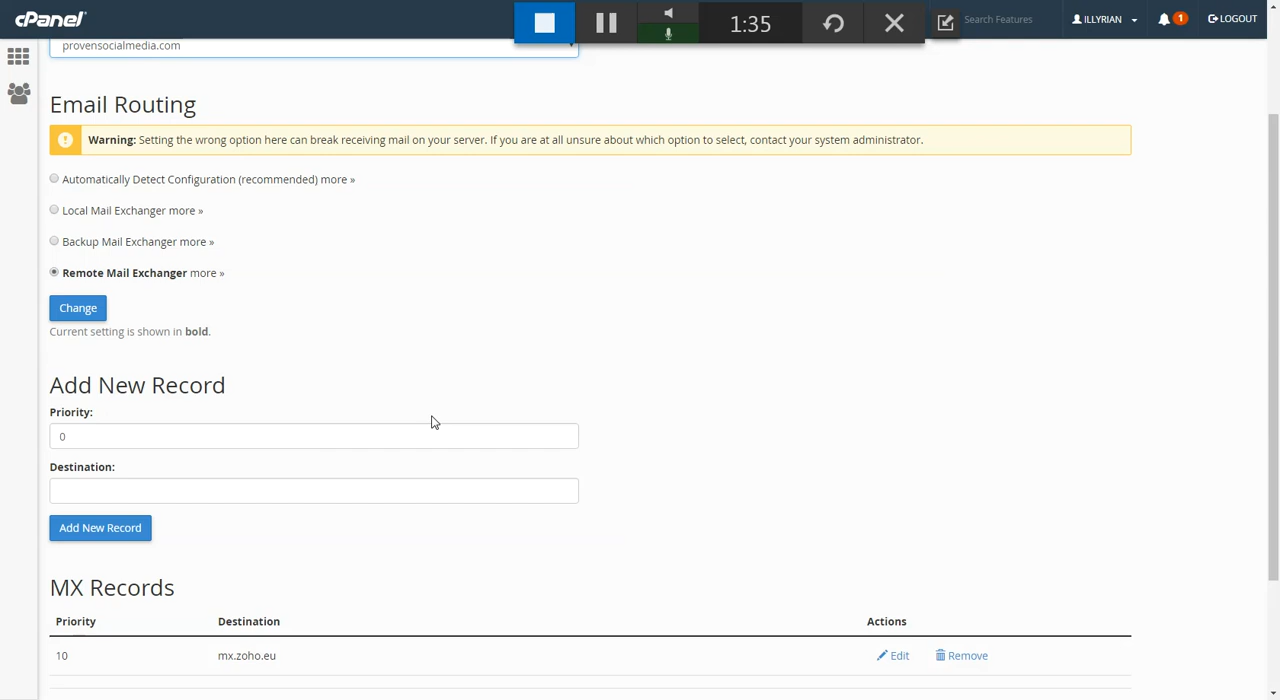 cPanel
1:35
Search Features
ILLYRIAN
1
LOGOUT
provensocialmedia.com
Email Routing
Warning: Setting the wrong option here can break receiving mail on your server. If you are at all unsure about which option to select, contact your system administrator.
Automatically Detect Configuration (recommended) more »
Local Mail Exchanger more »
Backup Mail Exchanger more »
Remote Mail Exchanger more »
Change
Current setting is shown in bold.
Add New Record
Priority:
0
Destination:
Add New Record
MX Records
Priority Destination Actions
10 mx.zoho.eu Edit Remove